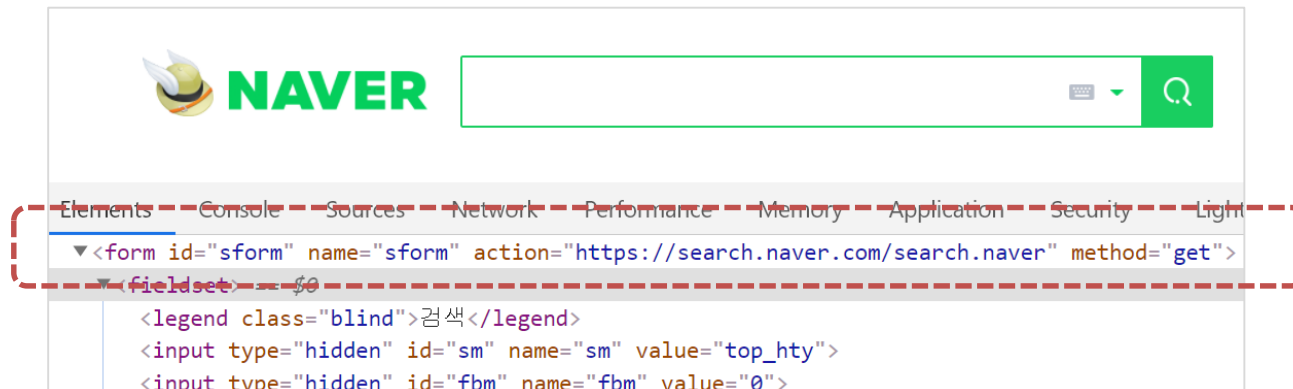 NAVER
Elements Console Sources Network Performance Memory Application Security Light
▼<form id="sform" name="sform" action="https://search.naver.com/search.naver" method="get">
▼<fieldset> == $0
<legend class="blind">검색</legend>
<input type="hidden" id="sm" name="sm" value="top_hty">
<input type="hidden" id="fbm" name="fbm" value="0">